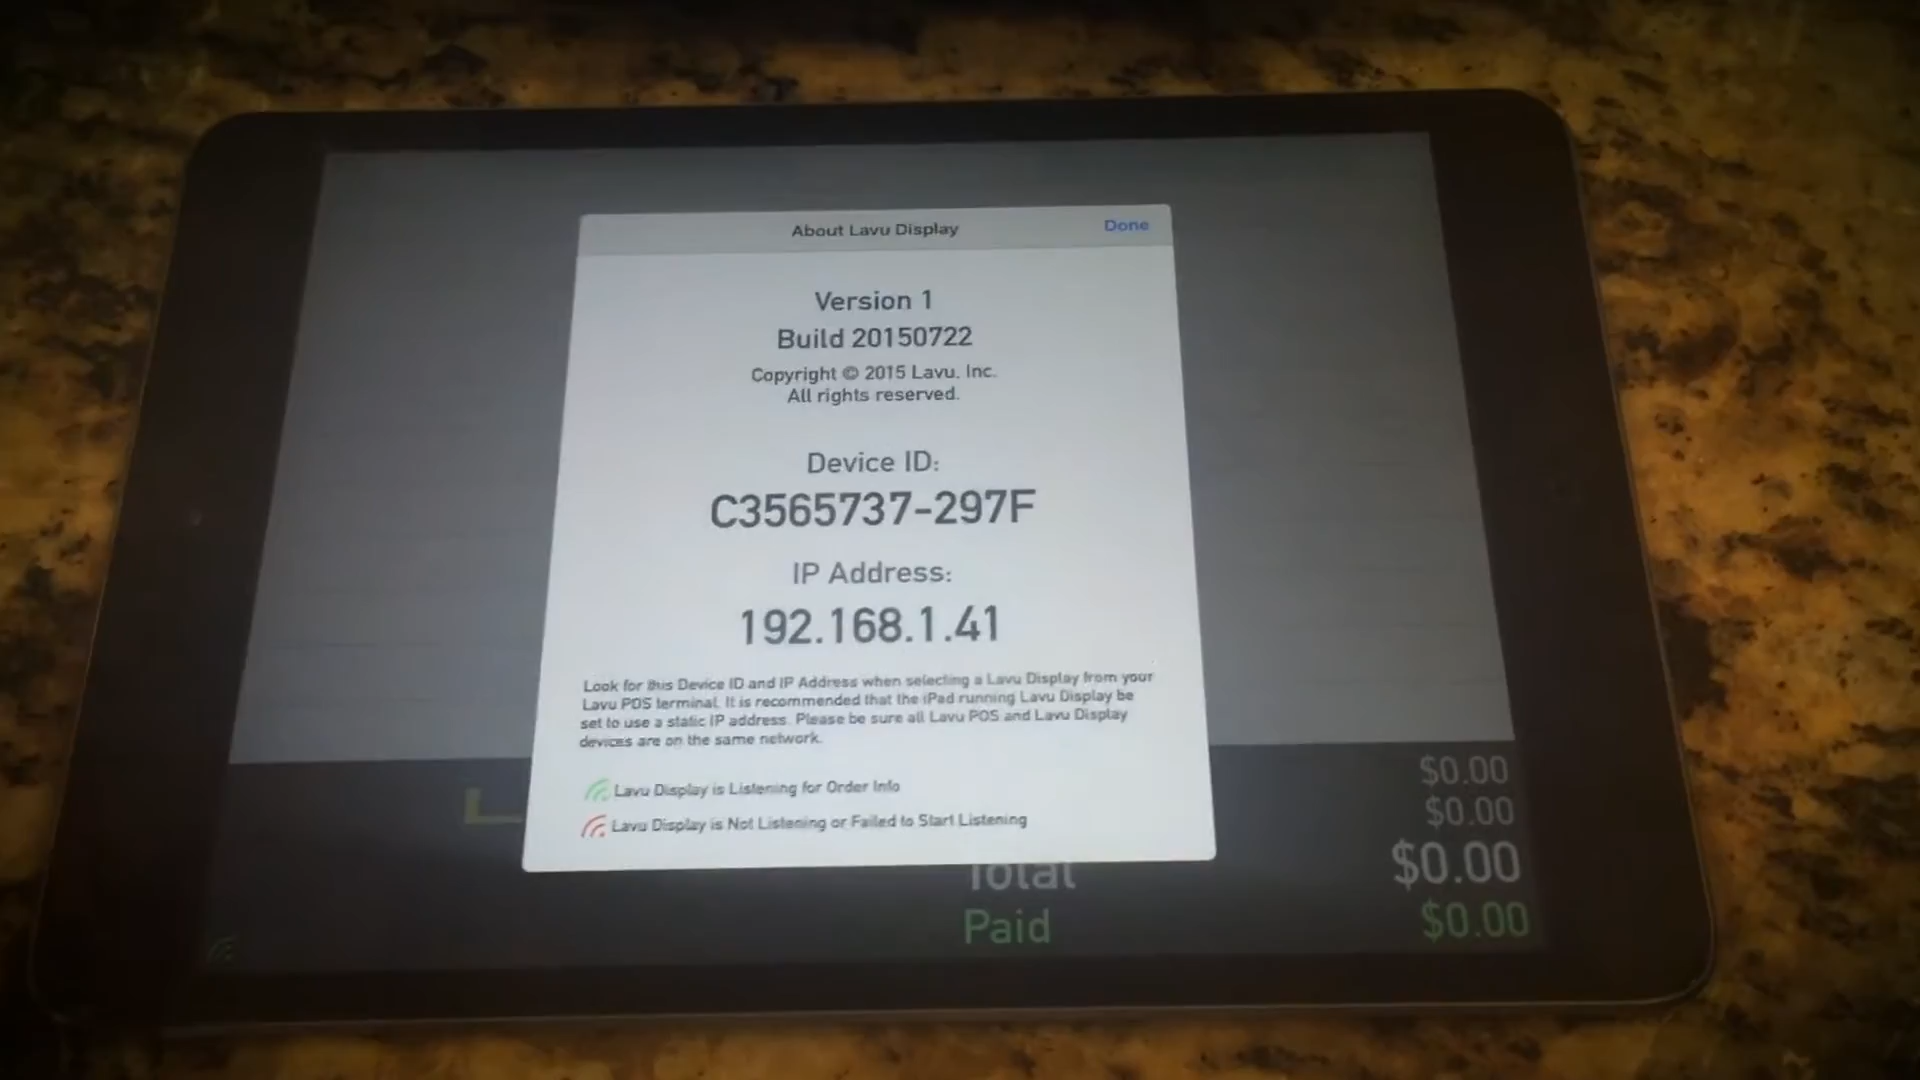 About Lavu Display
Done
Version 1
Build 20150722
Copyright © 2015 Lavu, Inc.
All rights reserved.
Device ID:
C3565737-297F
IP Address:
192.168.1.41
Look for this Device ID and IP Address when selecting a Lavu Display from your
Lavu POS terminal. It is recommended that the iPad running Lavu Display be
set to use a static IP address. Please be sure all Lavu POS and Lavu Display
devices are on the same network.
Lavu Display is Listening for Order Info
Lavu Display is Not Listening or Failed to Start Listening
$0.00
$0.00
Total $0.00
Paid $0.00